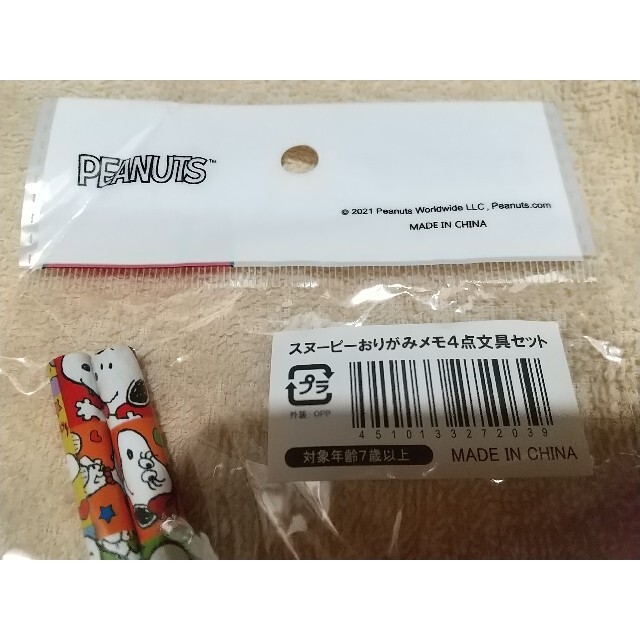 PEANUTS™
© 2021 Peanuts Worldwide LLC, Peanuts.com
MADE IN CHINA
スヌーピーおりがみメモ4点文具セット
プラ
外装:OPP
4510133272039
対象年齢7歳以上
MADE IN CHINA